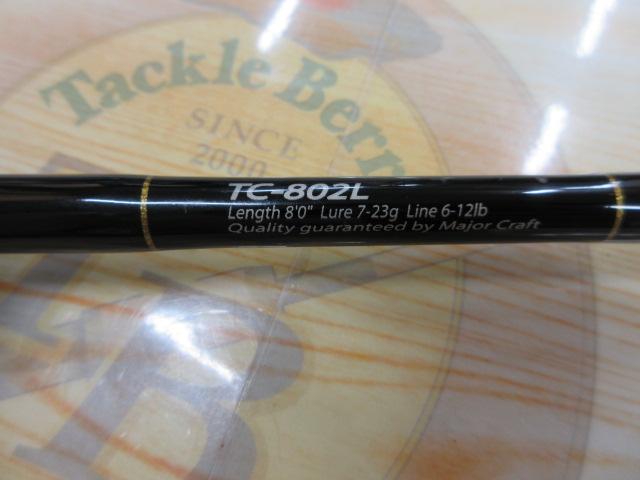 Tackle Berry
SINCE
2000
TC-802L
Length 8'0" Lure 7-23g Line 6-12lb
Quality guaranteed by Major Craft
B